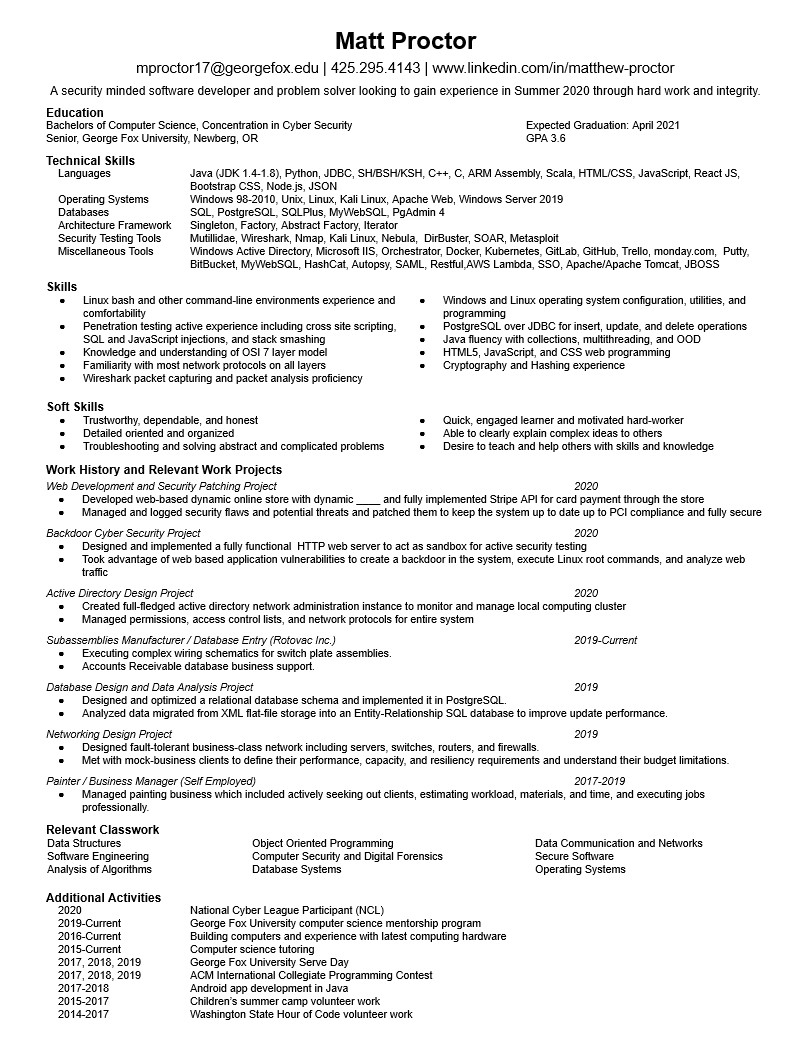 Matt Proctor
mproctor17@georgefox.edu | 425.295.4143 | www.linkedin.com/in/matthew-proctor
A security minded software developer and problem solver looking to gain experience in Summer 2020 through hard work and integrity.
Education
Bachelors of Computer Science, Concentration in Cyber Security Expected Graduation: April 2021
Senior, George Fox University, Newberg, OR GPA 3.6
Technical Skills
Languages Java (JDK 1.4-1.8), Python, JDBC, SH/BSH/KSH, C++, C, ARM Assembly, Scala, HTML/CSS, JavaScript, React JS,
Bootstrap CSS, Node.js, JSON
Operating Systems Windows 98-2010, Unix, Linux, Kali Linux, Apache Web, Windows Server 2019
Databases SQL, PostgreSQL, SQLPlus, MyWebSQL, PgAdmin 4
Architecture Framework Singleton, Factory, Abstract Factory, Iterator
Security Testing Tools Mutillidae, Wireshark, Nmap, Kali Linux, Nebula, DirBuster, SOAR, Metasploit
Miscellaneous Tools Windows Active Directory, Microsoft IIS, Orchestrator, Docker, Kubernetes, GitLab, GitHub, Trello, monday.com, Putty,
BitBucket, MyWebSQL, HashCat, Autopsy, SAML, Restful,AWS Lambda, SSO, Apache/Apache Tomcat, JBOSS
Skills
• Linux bash and other command-line environments experience and
comfortability
• Penetration testing active experience including cross site scripting,
SQL and JavaScript injections, and stack smashing
• Knowledge and understanding of OSI 7 layer model
• Familiarity with most network protocols on all layers
• Wireshark packet capturing and packet analysis proficiency
• Windows and Linux operating system configuration, utilities, and
programming
• PostgreSQL over JDBC for insert, update, and delete operations
• Java fluency with collections, multithreading, and OOD
• HTML5, JavaScript, and CSS web programming
• Cryptography and Hashing experience
Soft Skills
• Trustworthy, dependable, and honest
• Detailed oriented and organized
• Troubleshooting and solving abstract and complicated problems
• Quick, engaged learner and motivated hard-worker
• Able to clearly explain complex ideas to others
• Desire to teach and help others with skills and knowledge
Work History and Relevant Work Projects
Web Development and Security Patching Project 2020
• Developed web-based dynamic online store with dynamic ____ and fully implemented Stripe API for card payment through the store
• Managed and logged security flaws and potential threats and patched them to keep the system up to date up to PCI compliance and fully secure
Backdoor Cyber Security Project 2020
• Designed and implemented a fully functional HTTP web server to act as sandbox for active security testing
• Took advantage of web based application vulnerabilities to create a backdoor in the system, execute Linux root commands, and analyze web
traffic
Active Directory Design Project 2020
• Created full-fledged active directory network administration instance to monitor and manage local computing cluster
• Managed permissions, access control lists, and network protocols for entire system
Subassemblies Manufacturer / Database Entry (Rotovac Inc.) 2019-Current
• Executing complex wiring schematics for switch plate assemblies.
• Accounts Receivable database business support.
Database Design and Data Analysis Project 2019
• Designed and optimized a relational database schema and implemented it in PostgreSQL.
• Analyzed data migrated from XML flat-file storage into an Entity-Relationship SQL database to improve update performance.
Networking Design Project 2019
• Designed fault-tolerant business-class network including servers, switches, routers, and firewalls.
• Met with mock-business clients to define their performance, capacity, and resiliency requirements and understand their budget limitations.
Painter / Business Manager (Self Employed) 2017-2019
• Managed painting business which included actively seeking out clients, estimating workload, materials, and time, and executing jobs
professionally.
Relevant Classwork
Data Structures Object Oriented Programming Data Communication and Networks
Software Engineering Computer Security and Digital Forensics Secure Software
Analysis of Algorithms Database Systems Operating Systems
Additional Activities
2020 National Cyber League Participant (NCL)
2019-Current George Fox University computer science mentorship program
2016-Current Building computers and experience with latest computing hardware
2015-Current Computer science tutoring
2017, 2018, 2019 George Fox University Serve Day
2017, 2018, 2019 ACM International Collegiate Programming Contest
2017-2018 Android app development in Java
2015-2017 Children's summer camp volunteer work
2014-2017 Washington State Hour of Code volunteer work